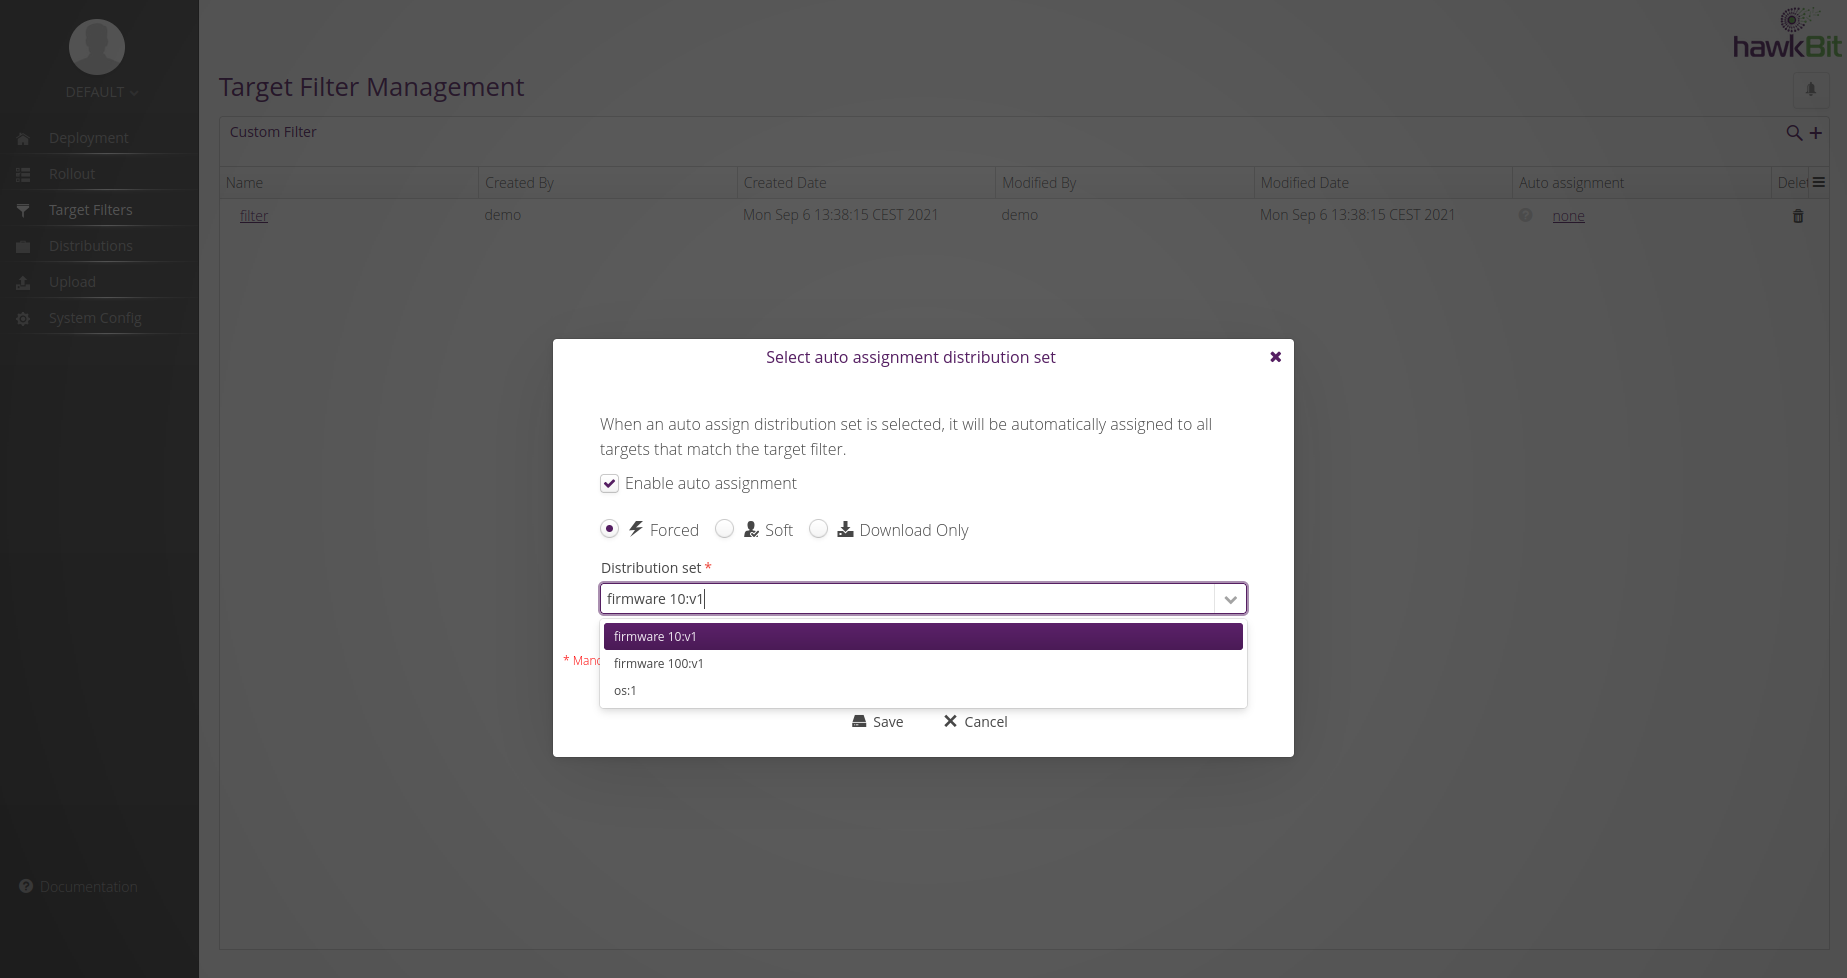 hawkBit
DEFAULT
Deployment
Rollout
Target Filters
Distributions
Upload
System Config
Documentation
Target Filter Management
Custom Filter
Name Created By Created Date Modified By Modified Date Auto assignment Delet
filter demo Mon Sep 6 13:38:15 CEST 2021 demo Mon Sep 6 13:38:15 CEST 2021 none
Select auto assignment distribution set
When an auto assign distribution set is selected, it will be automatically assigned to all
targets that match the target filter.
Enable auto assignment
Forced Soft Download Only
Distribution set *
firmware 10:v1
firmware 10:v1
* Mand
firmware 100:v1
os:1
Save Cancel